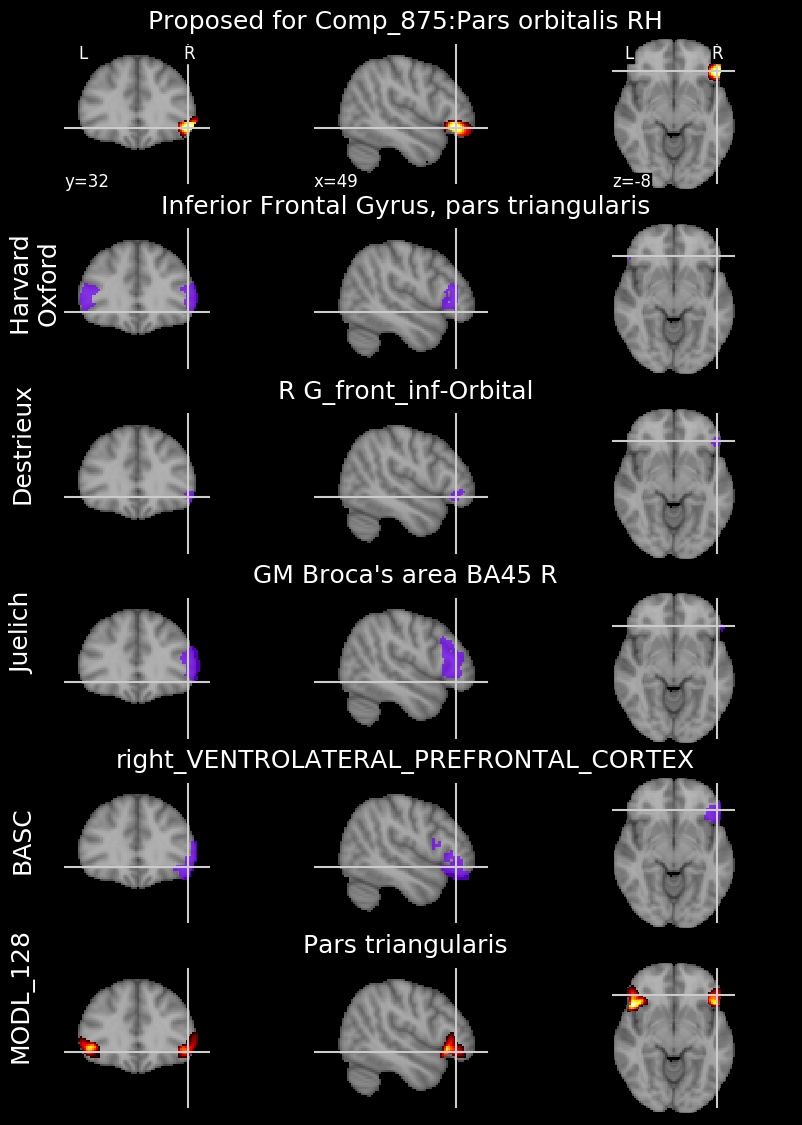 Proposed for Comp_875:Pars orbitalis RH
L R L R
y=32 x=49 z=-8
Inferior Frontal Gyrus, pars triangularis
Harvard
Oxford
R G_front_inf-Orbital
Destrieux
GM Broca's area BA45 R
Juelich
right_VENTROLATERAL_PREFRONTAL_CORTEX
BASC
Pars triangularis
MODL_128